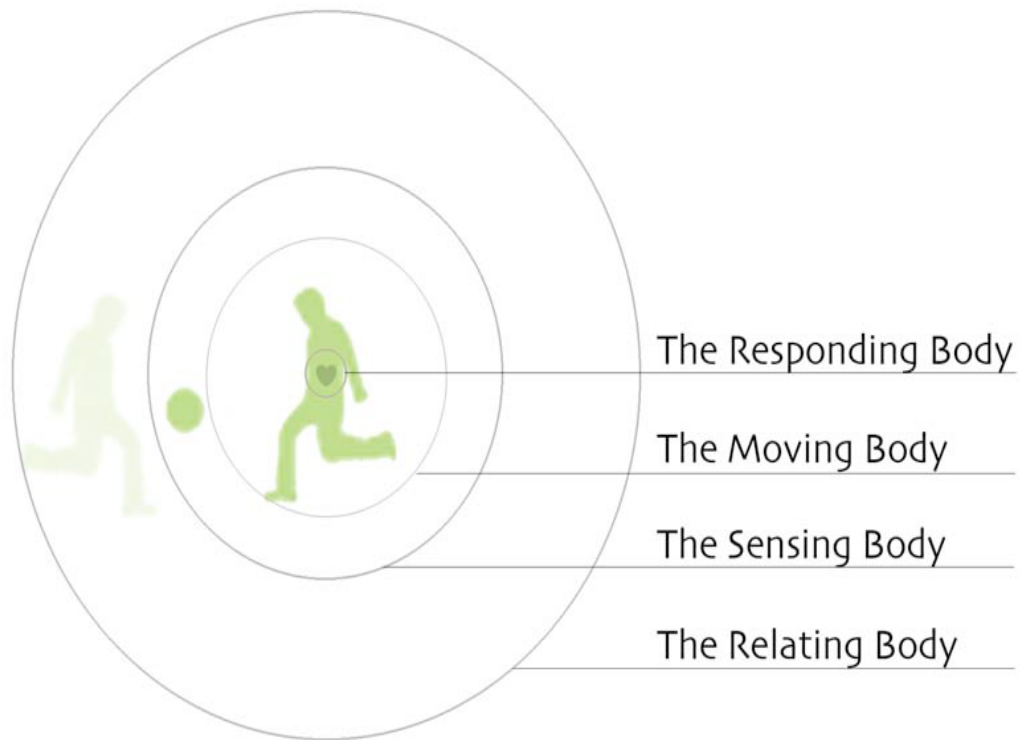 The Responding Body
The Moving Body
The Sensing Body
The Relating Body